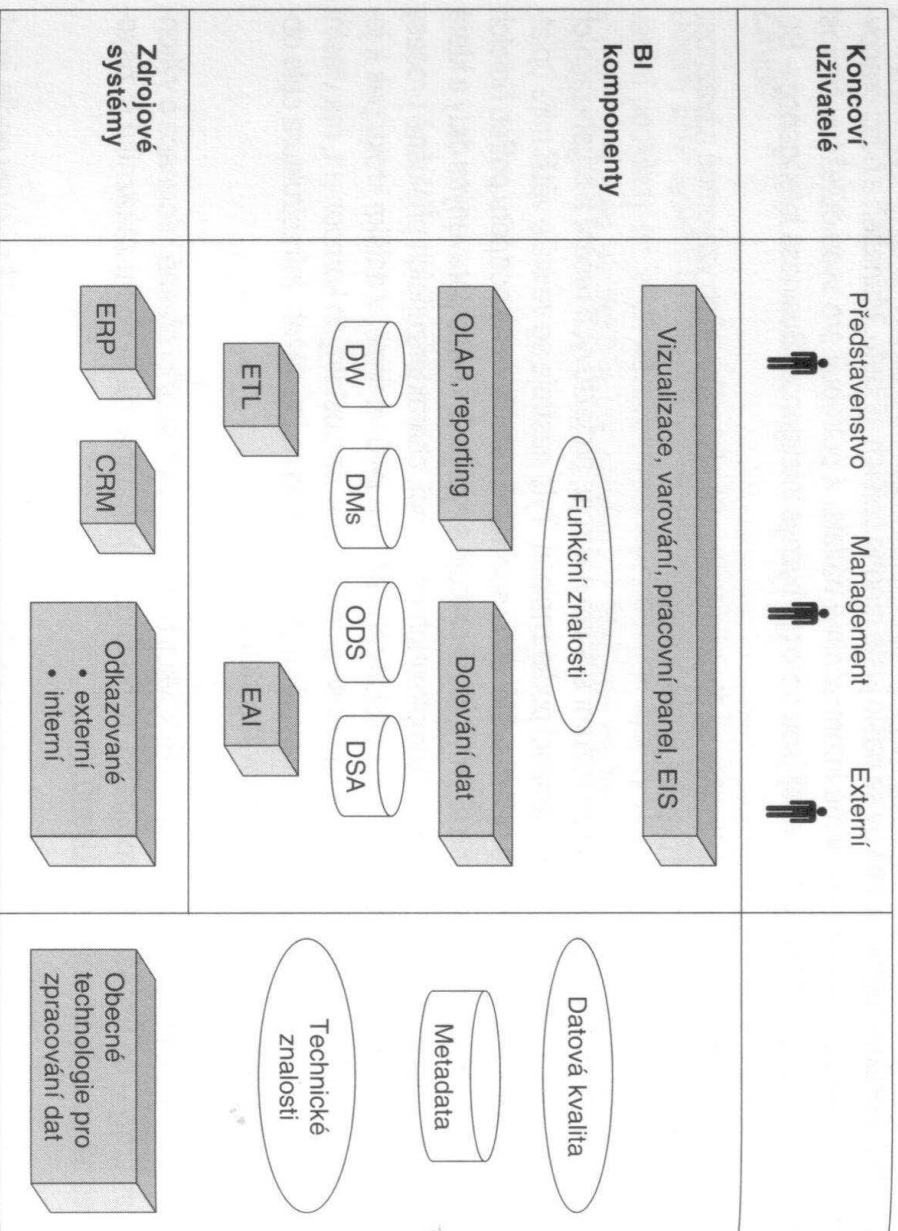 Koncoví
uživatelé
Představenstvo
Management
Externí
BI
komponenty
Vizualizace, varování, pracovní panel, EIS
Funkční znalosti
OLAP, reporting
Dolování dat
DW
DMs
ODS
DSA
ETL
EAI
Datová kvalita
Metadata
Technické
znalosti
Zdrojové
systémy
ERP
CRM
Odkazované
• externí
• interní
Obecné
technologie pro
zpracování dat